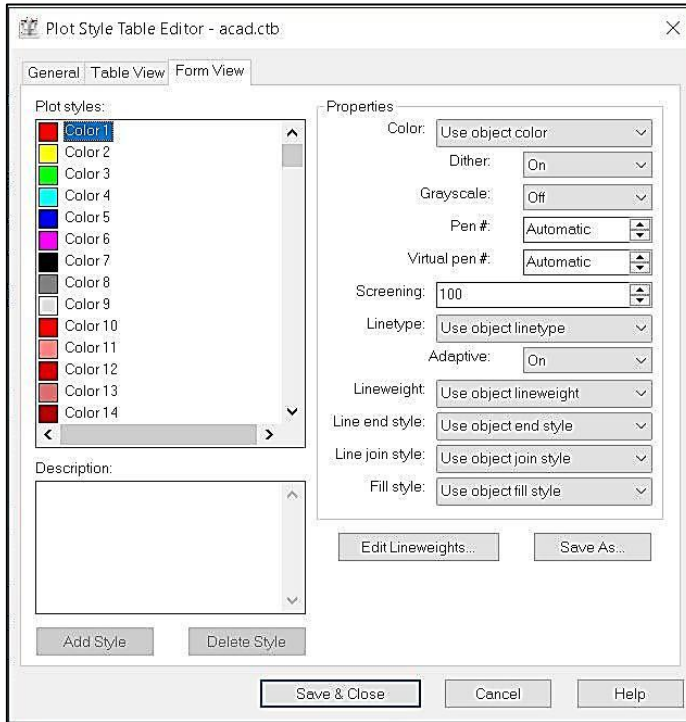 Plot Style Table Editor - acad.ctb
General Table View Form View
Plot styles:
Color 1
Color 2
Color 3
Color 4
Color 5
Color 6
Color 7
Color 8
Color 9
Color 10
Color 11
Color 12
Color 13
Color 14
Description:
Add Style Delete Style
Properties
Color: Use object color
Dither: On
Grayscale: Off
Pen #: Automatic
Virtual pen #: Automatic
Screening: 100
Linetype: Use object linetype
Adaptive: On
Lineweight: Use object lineweight
Line end style: Use object end style
Line join style: Use object join style
Fill style: Use object fill style
Edit Lineweights... Save As...
Save & Close Cancel Help